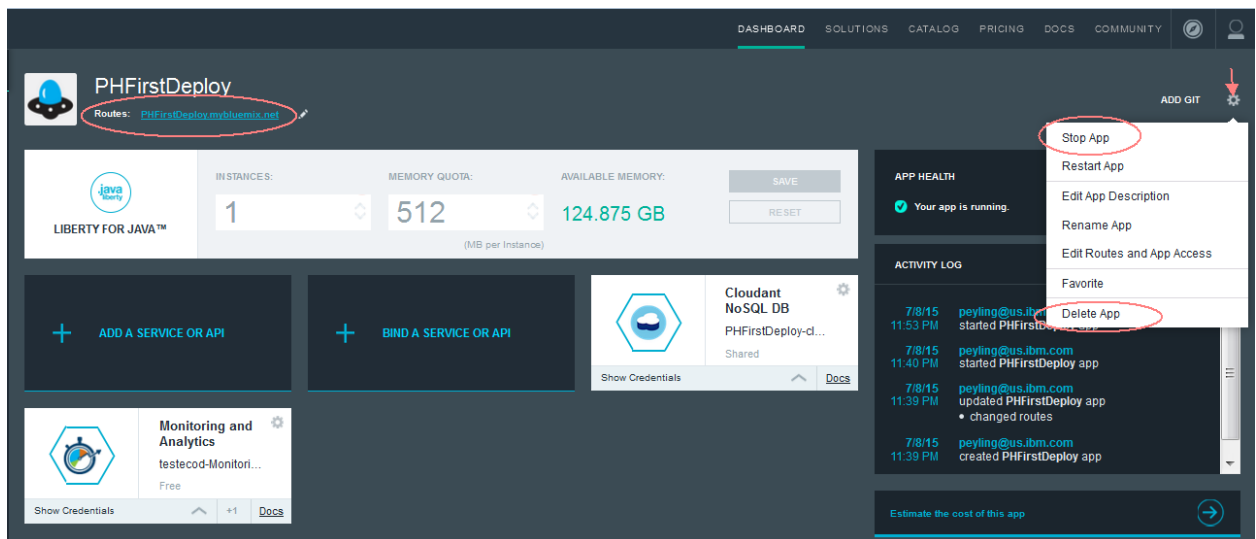 DASHBOARD SOLUTIONS CATALOG PRICING DOCS COMMUNITY
PHFirstDeploy
Routes: PHFirstDeploy.mybluemix.net
ADD GIT
Stop App
Restart App
Edit App Description
Rename App
Edit Routes and App Access
Favorite
Delete App
java
liberty
LIBERTY FOR JAVA™
INSTANCES:
1
MEMORY QUOTA:
512
(MB per Instance)
AVAILABLE MEMORY:
124.875 GB
SAVE
RESET
APP HEALTH
Your app is running.
ADD A SERVICE OR API
BIND A SERVICE OR API
Cloudant
NoSQL DB
PHFirstDeploy-cl...
Shared
Show Credentials Docs
ACTIVITY LOG
7/8/15 peyling@us.ibm
11:53 PM started PHFirstDeploy app
7/8/15 peyling@us.ibm.com
11:40 PM started PHFirstDeploy app
7/8/15 peyling@us.ibm.com
11:39 PM updated PHFirstDeploy app
• changed routes
7/8/15 peyling@us.ibm.com
11:39 PM created PHFirstDeploy app
Monitoring and
Analytics
testecod-Monitori...
Free
Show Credentials +1 Docs
Estimate the cost of this app